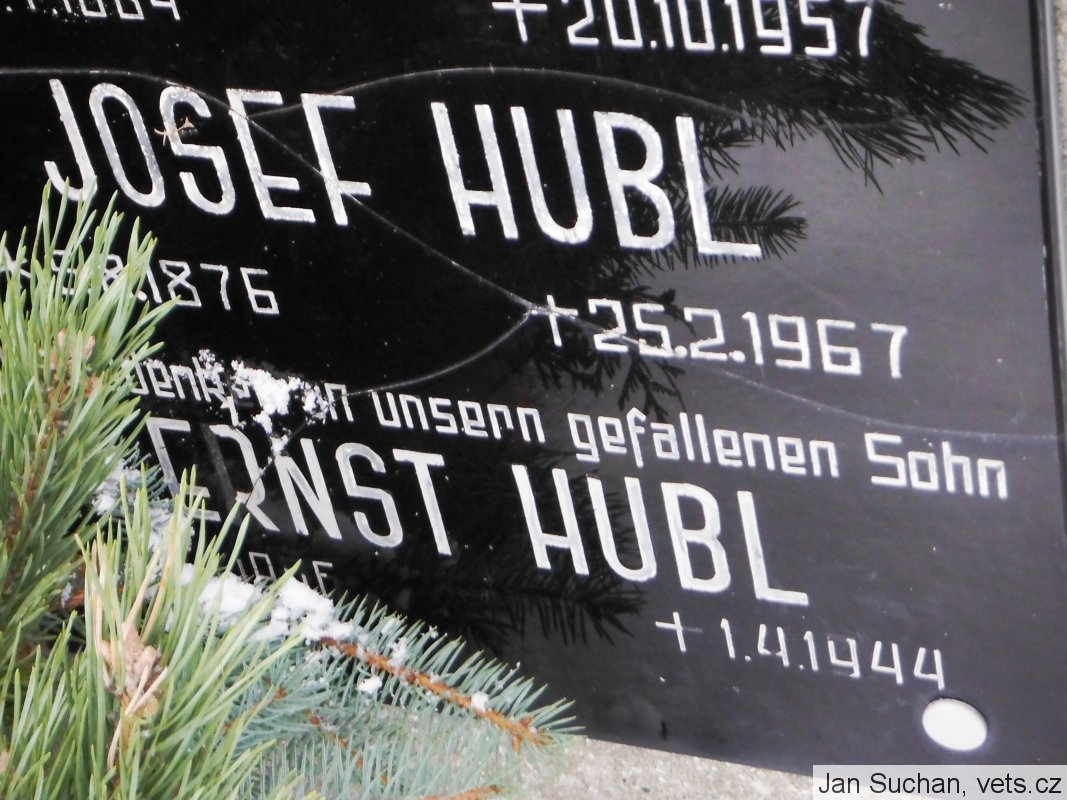 + 20.10.1957
JOSEF HUBL
.1876
+ 25.2.1967
unsern gefallenen Sohn
ERNST HUBL
+ 1.4.1944
Jan Suchan, vets.cz